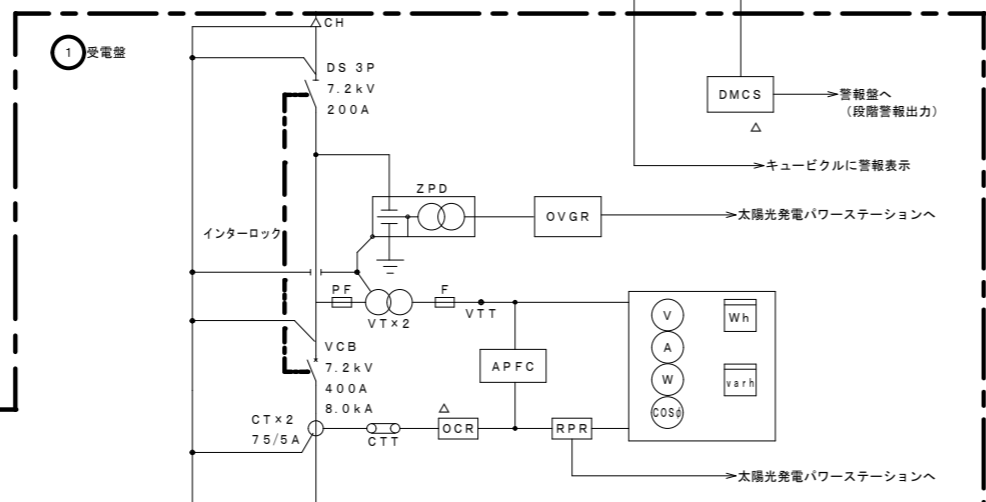 CH
1 受電盤
DS 3P
7.2kV
200A
DMCS
警報盤へ
(段階警報出力)
△
キュービクルに警報表示
ZPD
OVGR
太陽光発電パワーステーションへ
インターロック
PF
F
VT×2
VTT
V
Wh
A
W
varh
COSφ
APFC
VCB
7.2kV
400A
8.0kA
CT×2
75/5A
CTT
△
OCR
RPR
太陽光発電パワーステーションへ